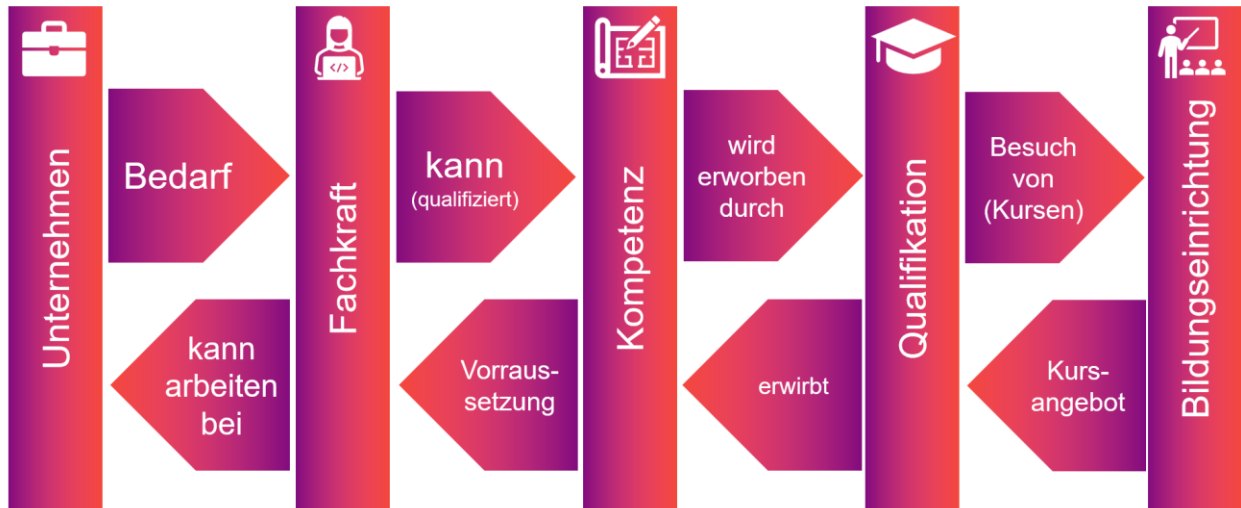 Unternehmen
Bedarf
kann
arbeiten
bei
Fachkraft
</>
kann
(qualifiziert)
Vorraus-
setzung
Kompetenz
wird
erworben
durch
erwirbt
Qualifikation
Besuch
von
(Kursen)
Kurs-
angebot
Bildungseinrichtung